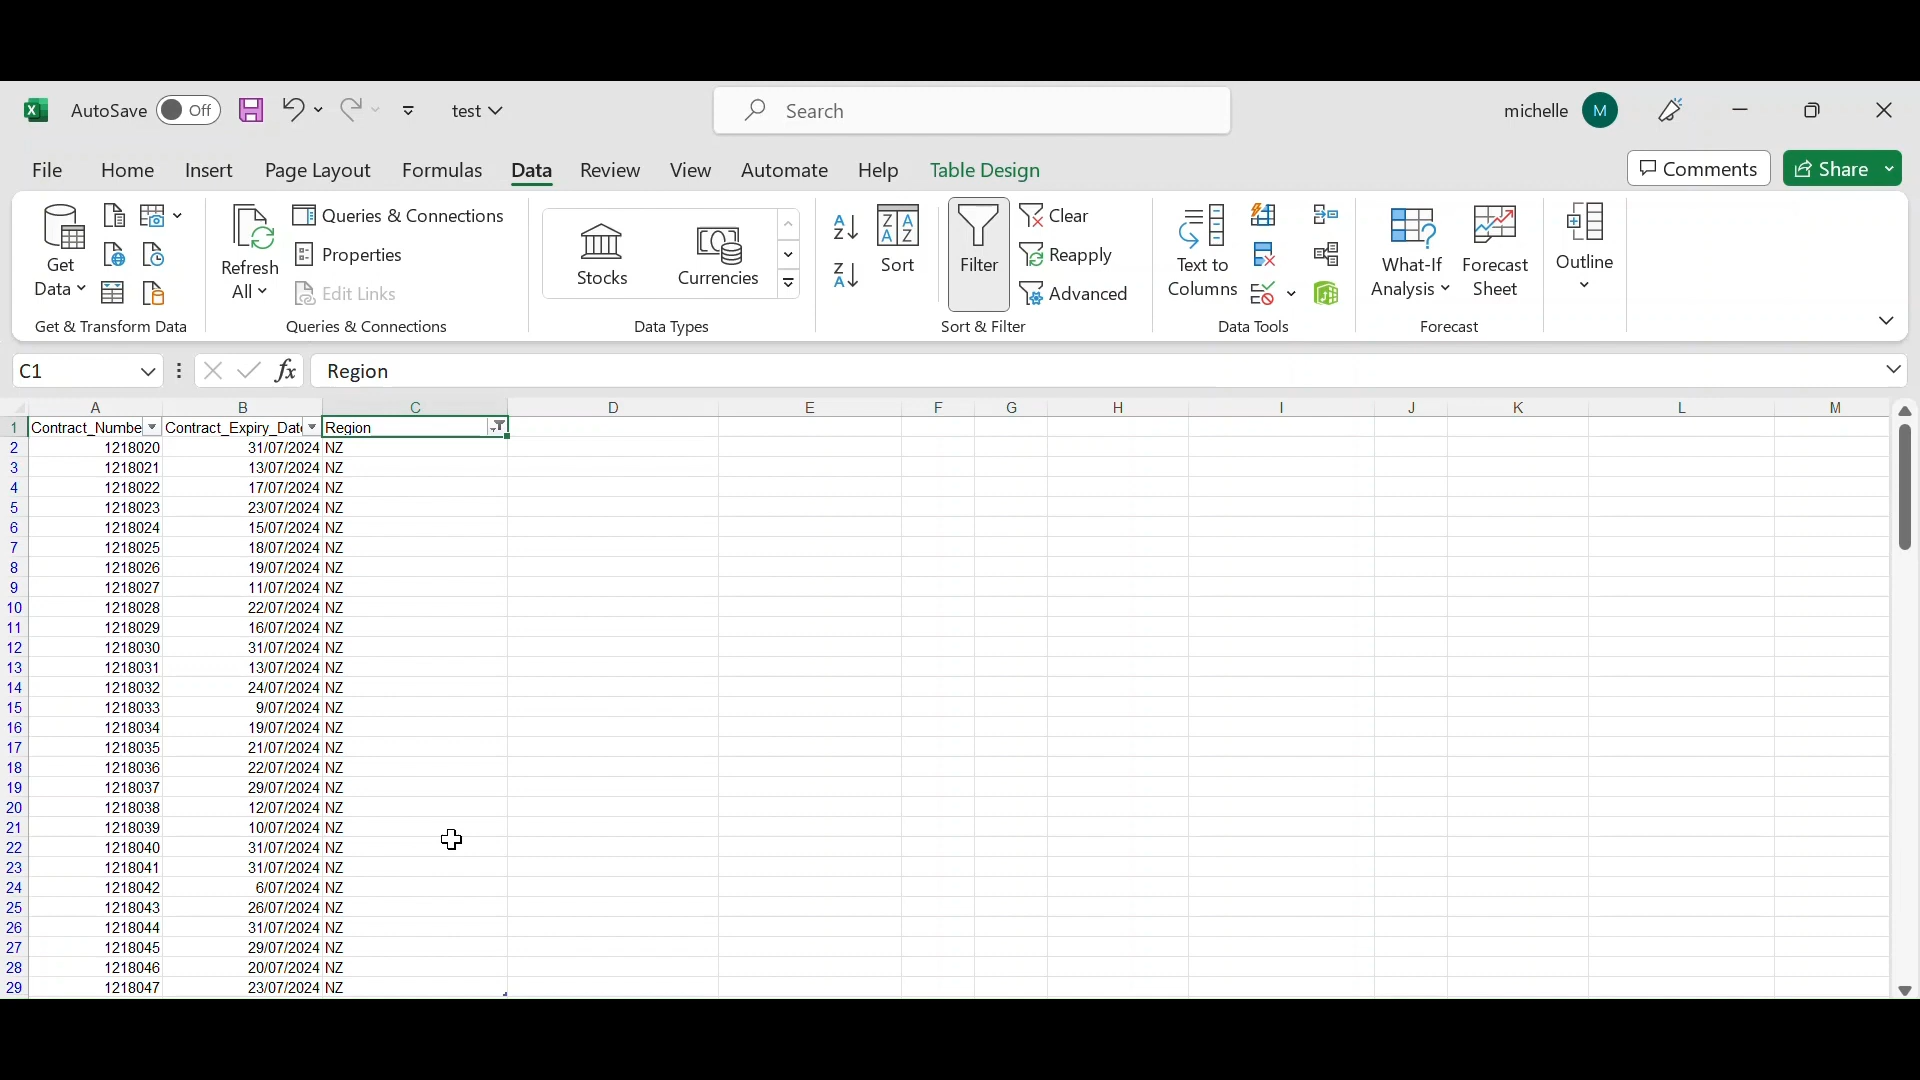 AutoSave Off test Search michelle M
File Home Insert Page Layout Formulas Data Review View Automate Help Table Design Comments Share
Get Data
Refresh All
Queries & Connections
Properties
Edit Links
Stocks
Currencies
Sort
Filter
Clear
Reapply
Advanced
Text to Columns
What-If Analysis
Forecast Sheet
Outline
Get & Transform Data Queries & Connections Data Types Sort & Filter Data Tools Forecast
C1 fx Region
A B C D E F G H I J K L M
1 Contract_Numbe Contract_Expiry_Dat Region
2 1218020 31/07/2024 NZ
3 1218021 13/07/2024 NZ
4 1218022 17/07/2024 NZ
5 1218023 23/07/2024 NZ
6 1218024 15/07/2024 NZ
7 1218025 18/07/2024 NZ
8 1218026 19/07/2024 NZ
9 1218027 11/07/2024 NZ
10 1218028 22/07/2024 NZ
11 1218029 16/07/2024 NZ
12 1218030 31/07/2024 NZ
13 1218031 13/07/2024 NZ
14 1218032 24/07/2024 NZ
15 1218033 9/07/2024 NZ
16 1218034 19/07/2024 NZ
17 1218035 21/07/2024 NZ
18 1218036 22/07/2024 NZ
19 1218037 29/07/2024 NZ
20 1218038 12/07/2024 NZ
21 1218039 10/07/2024 NZ
22 1218040 31/07/2024 NZ
23 1218041 31/07/2024 NZ
24 1218042 6/07/2024 NZ
25 1218043 26/07/2024 NZ
26 1218044 31/07/2024 NZ
27 1218045 29/07/2024 NZ
28 1218046 20/07/2024 NZ
29 1218047 23/07/2024 NZ